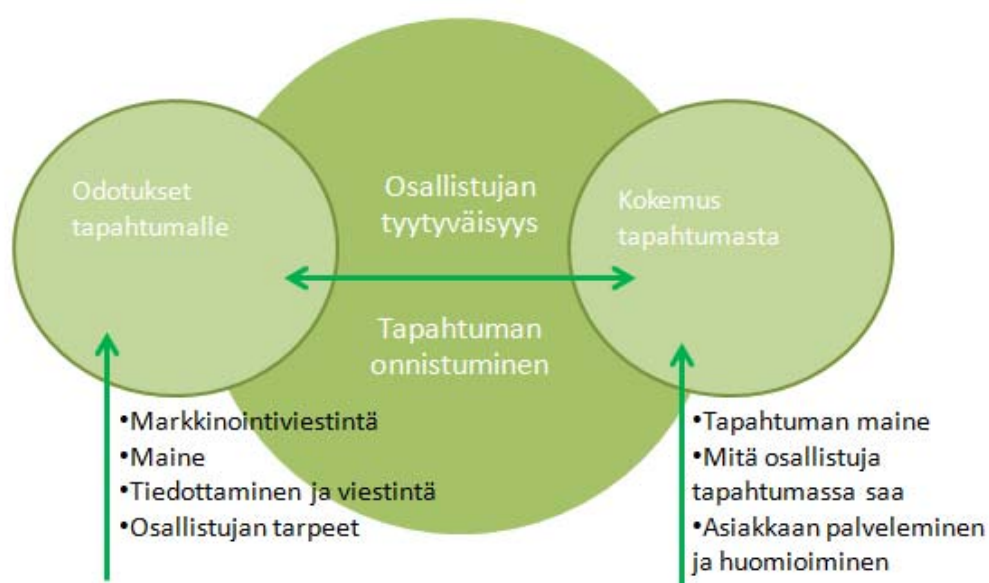 Odotukset
tapahtumalle
Osallistujan
tyytyväisyys
Kokemus
tapahtumasta
Tapahtuman
onnistuminen
•Markkinointiviestintä
•Maine
•Tiedottaminen ja viestintä
•Osallistujan tarpeet
•Tapahtuman maine
•Mitä osallistuja
tapahtumassa saa
•Asiakkaan palveleminen
ja huomioiminen